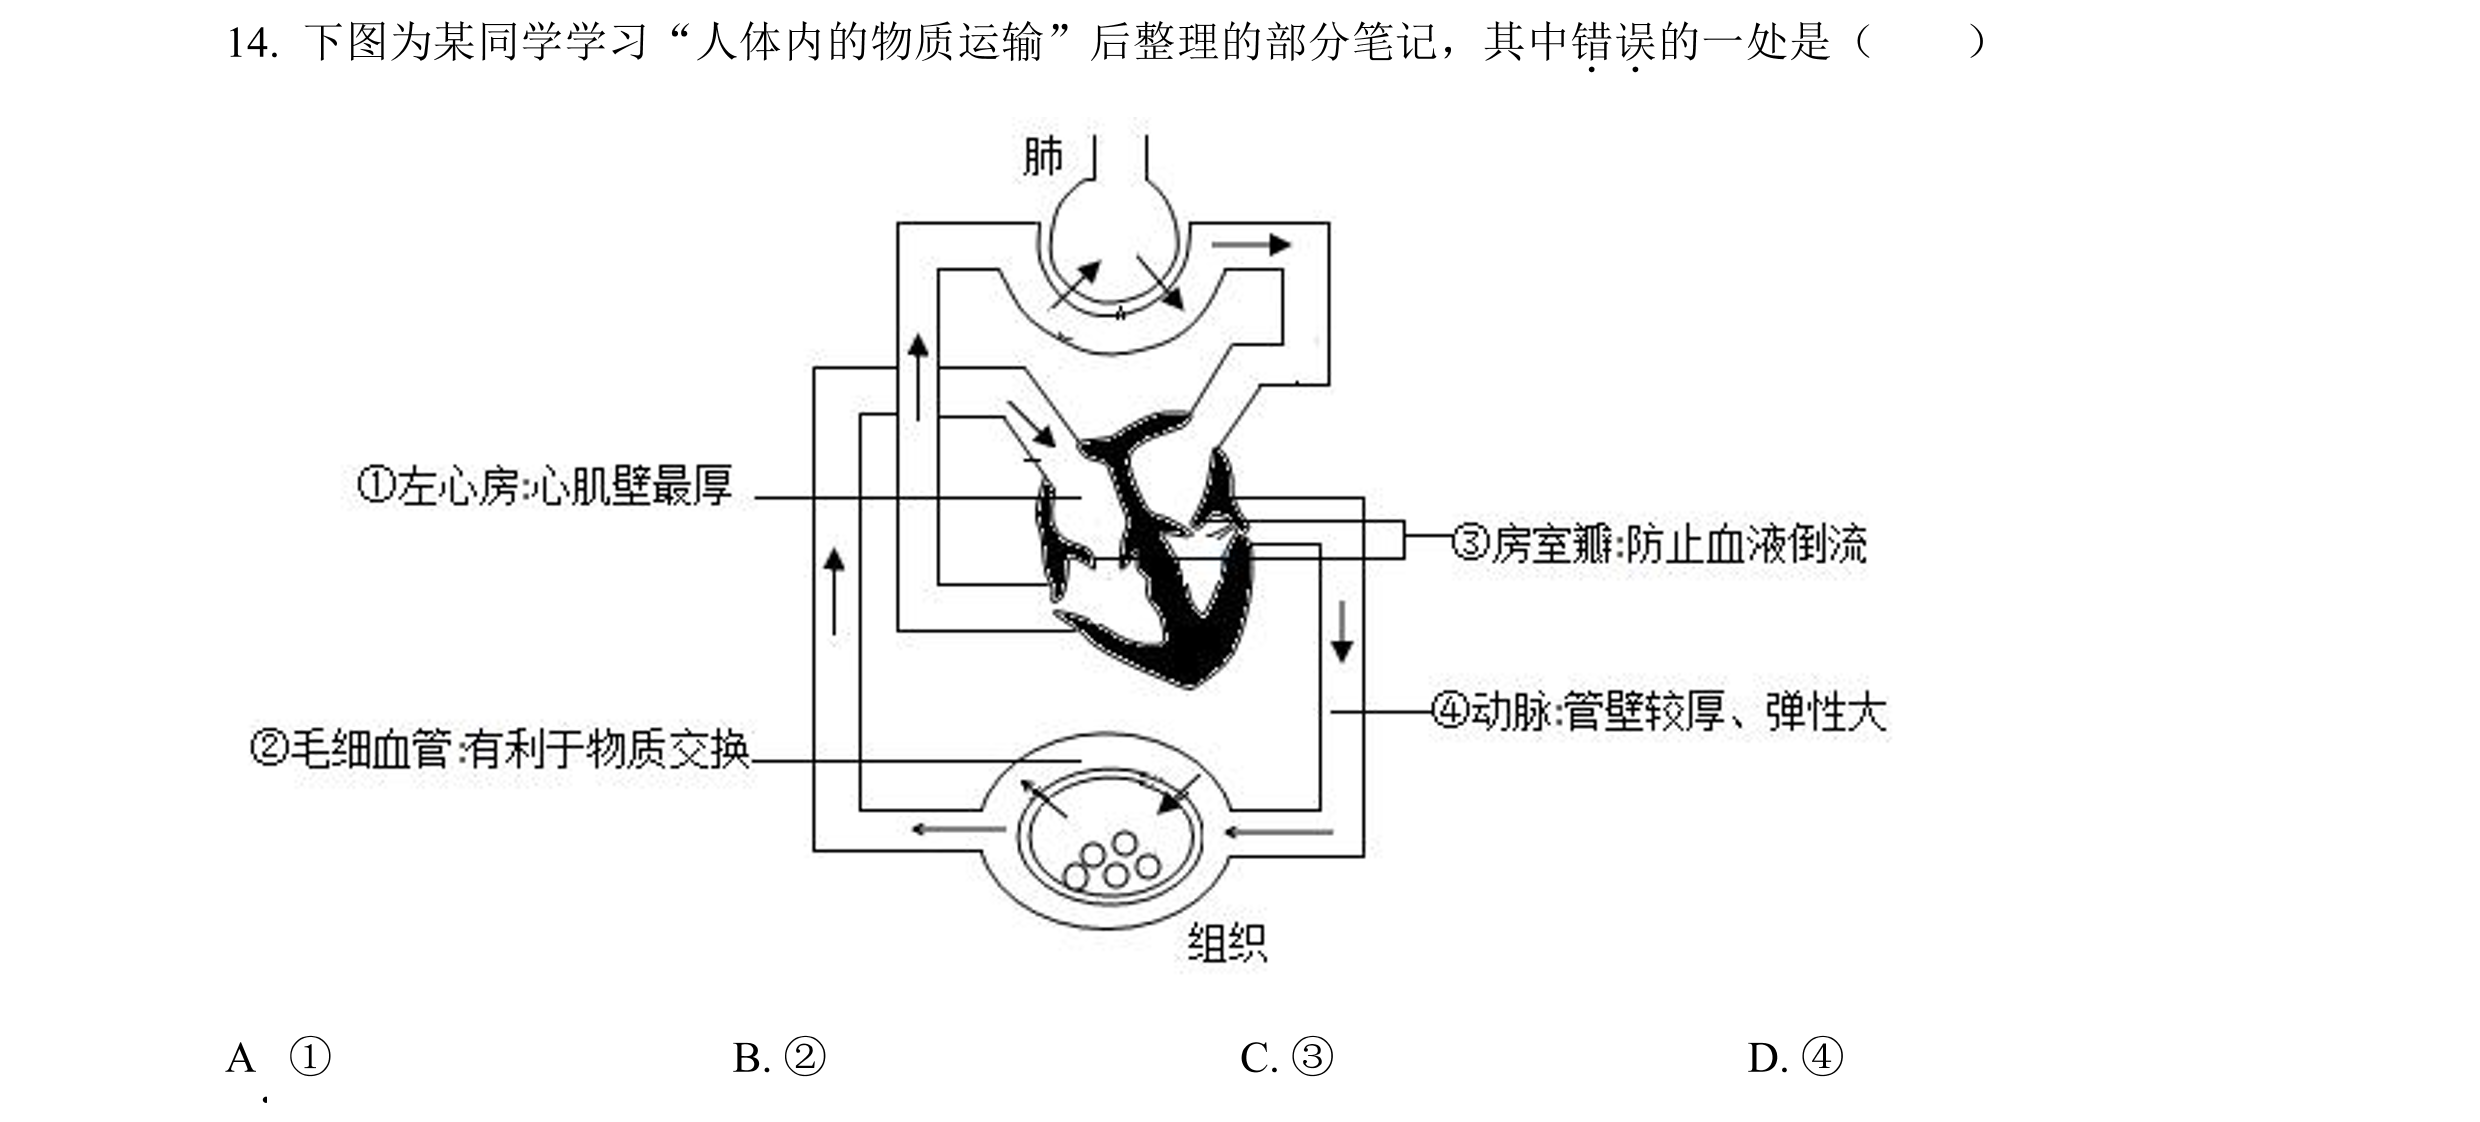 14. 下图为某同学学习“人体内的物质运输”后整理的部分笔记，其中错误的一处是（　　）
肺
①左心房:心肌壁最厚
③房室瓣:防止血液倒流
④动脉:管壁较厚、弹性大
②毛细血管:有利于物质交换
组织
A ① B. ② C. ③ D. ④